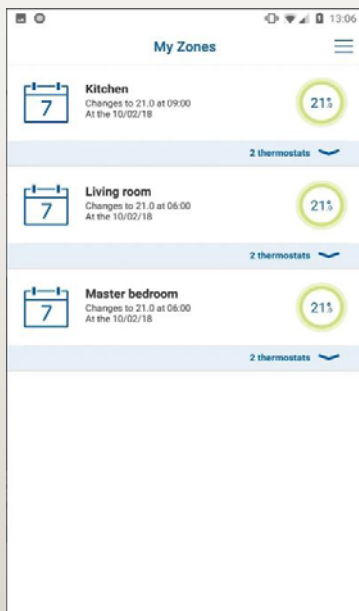 13:06
My Zones
7
Kitchen
Changes to 21.0 at 09:00
At the 10/02/18
21
2 thermostats
7
Living room
Changes to 21.0 at 06:00
At the 10/02/18
21
2 thermostats
7
Master bedroom
Changes to 21.0 at 06:00
At the 10/02/18
21
2 thermostats